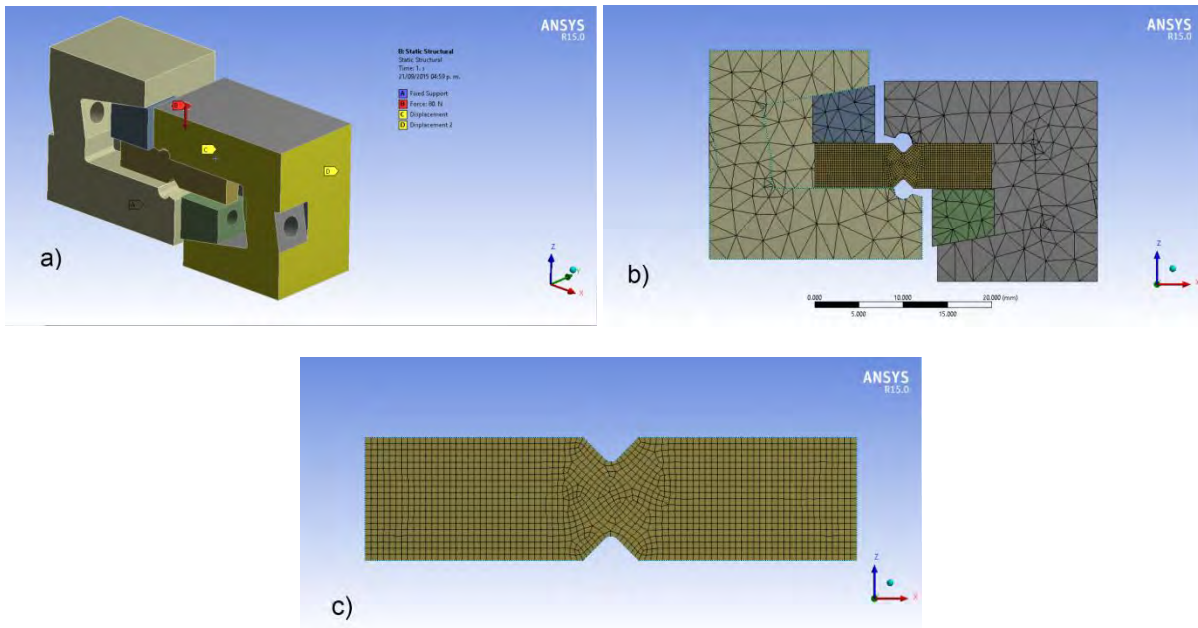 ANSYS
R15.0
B: Static Structural
Static Structural
Time: 1. s
21/09/2015 04:59 p. m.
A Fixed Support
B Force: 80. N
C Displacement
D Displacement 2
C
D
Z
Y
X
a)
ANSYS
R15.0
b)
Z
X
0.000 10.000 20.000 (mm)
5.000 15.000
ANSYS
R15.0
Z
X
c)